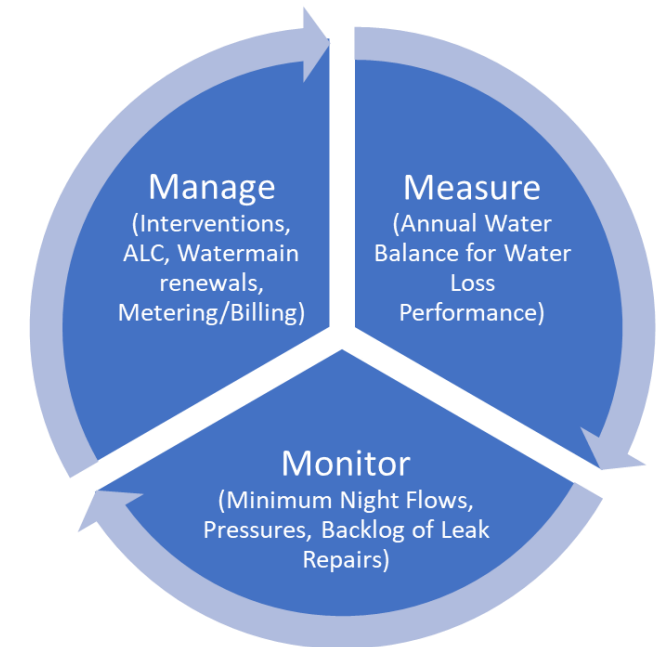 Manage
(Interventions,
ALC, Watermain
renewals,
Metering/Billing)
Measure
(Annual Water
Balance for Water
Loss
Performance)
Monitor
(Minimum Night Flows,
Pressures, Backlog of Leak
Repairs)